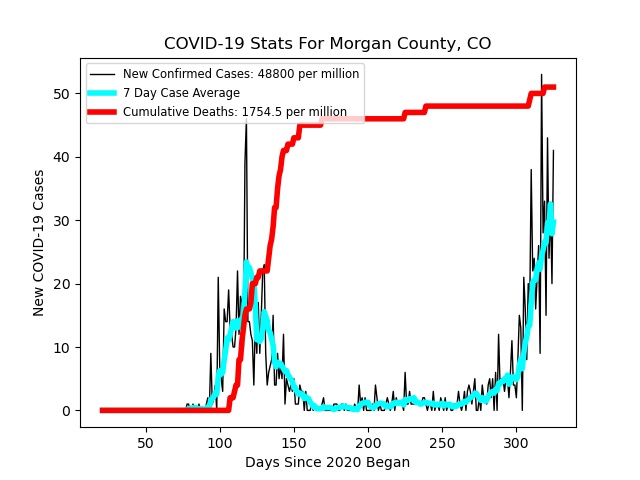 COVID-19 Stats For Morgan County, CO
New Confirmed Cases: 48800 per million
7 Day Case Average
Cumulative Deaths: 1754.5 per million
50
40
30
20
10
0
New COVID-19 Cases
50 100 150 200 250 300
Days Since 2020 Began